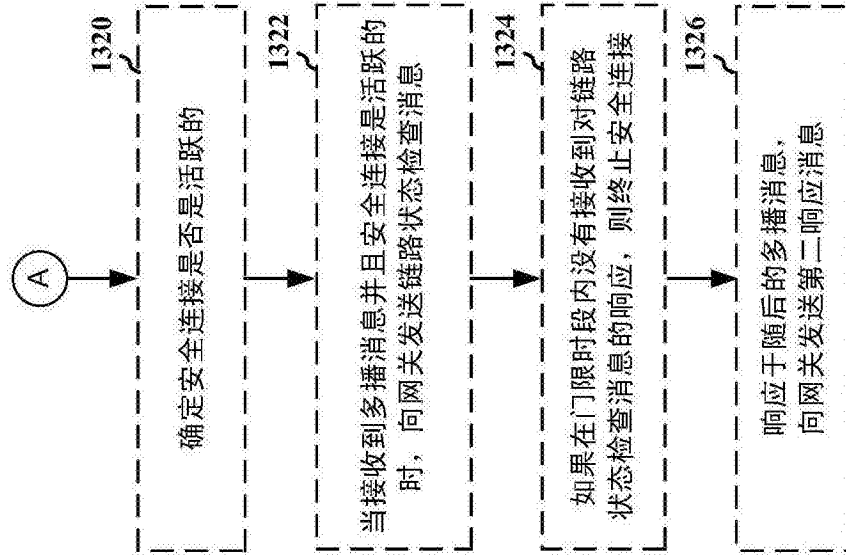 A
1320
确定安全连接是否是活跃的
1322
当接收到多播消息并且安全连接是活跃的
时，向网关发送链路状态检查消息
1324
如果在门限时段内没有接收到对链路
状态检查消息的响应，则终止安全连接
1326
响应于随后的多播消息，
向网关发送第二响应消息